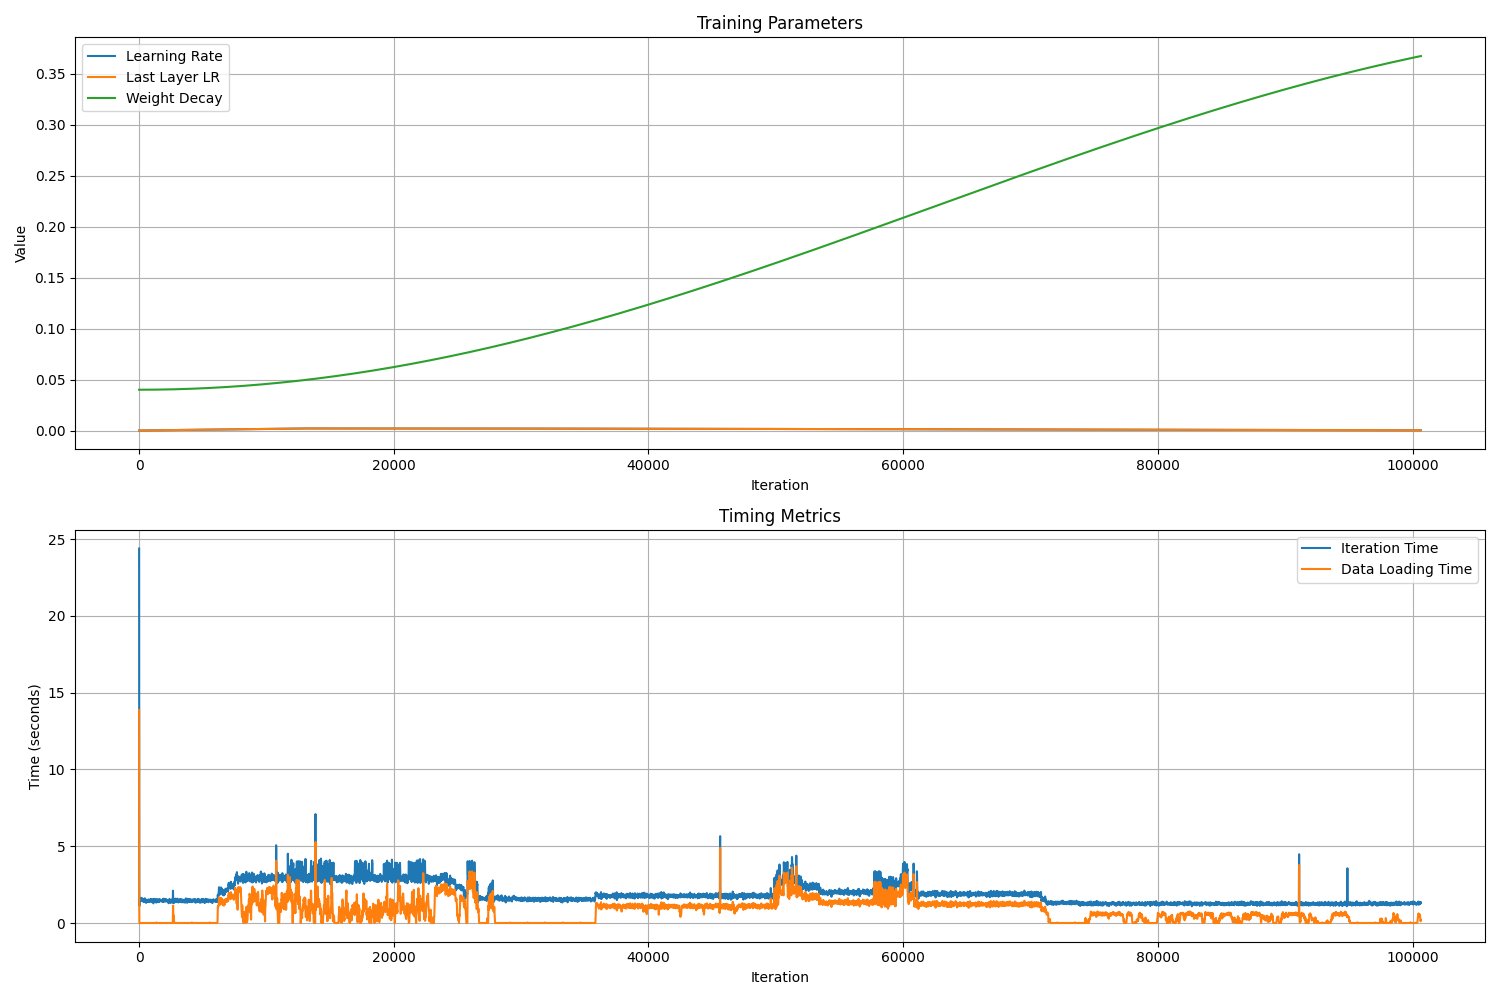 Training Parameters
Learning Rate
Last Layer LR
Weight Decay
0.35
0.30
0.25
0.20
0.15
0.10
0.05
0.00
Value
0 20000 40000 60000 80000 100000
Iteration
Timing Metrics
Iteration Time
Data Loading Time
25
20
15
10
5
0
Time (seconds)
0 20000 40000 60000 80000 100000
Iteration